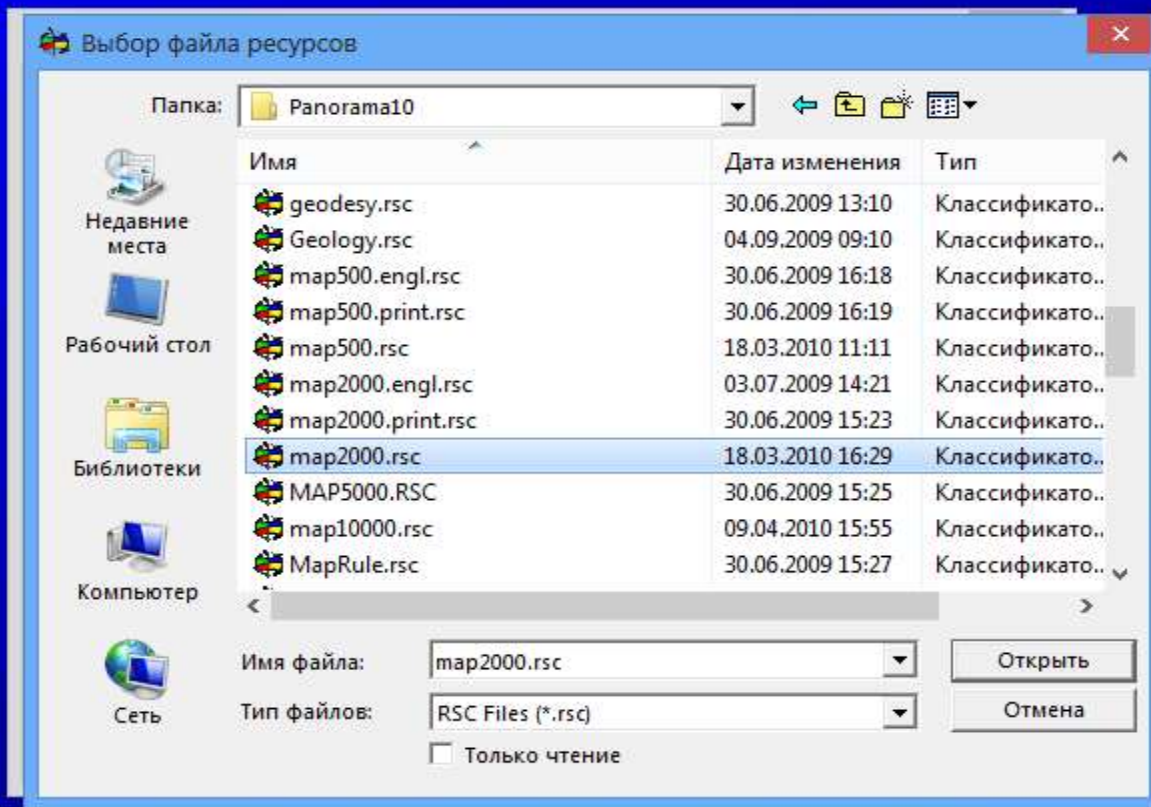 Выбор файла ресурсов
Папка: Panorama10
Имя Дата изменения Тип
geodesy.rsc 30.06.2009 13:10 Классификато..
Geology.rsc 04.09.2009 09:10 Классификато..
map500.engl.rsc 30.06.2009 16:18 Классификато..
map500.print.rsc 30.06.2009 16:19 Классификато..
map500.rsc 18.03.2010 11:11 Классификато..
map2000.engl.rsc 03.07.2009 14:21 Классификато..
map2000.print.rsc 30.06.2009 15:23 Классификато..
map2000.rsc 18.03.2010 16:29 Классификато..
MAP5000.RSC 30.06.2009 15:25 Классификато..
map10000.rsc 09.04.2010 15:55 Классификато..
MapRule.rsc 30.06.2009 15:27 Классификато..
Недавние
места
Рабочий стол
Библиотеки
Компьютер
Сеть
Имя файла: map2000.rsc Открыть
Тип файлов: RSC Files (*.rsc) Отмена
Только чтение